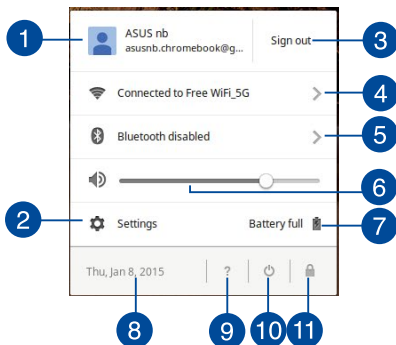 1 ASUS nb
asusnb.chromebook@g... Sign out 3
Connected to Free WiFi_5G 4
Bluetooth disabled 5
6
2 Settings Battery full 7
Thu, Jan 8, 2015 ?
8 9 10 11